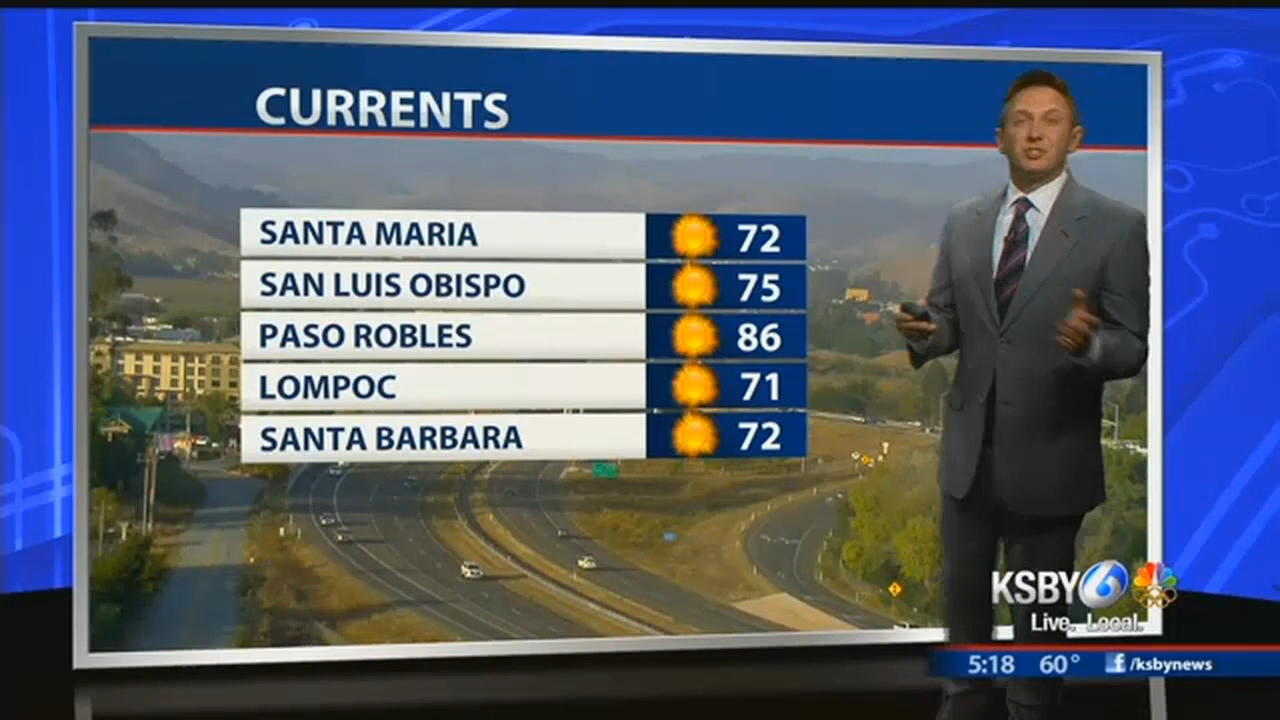 CURRENTS
SANTA MARIA 72
SAN LUIS OBISPO 75
PASO ROBLES 86
LOMPOC 71
SANTA BARBARA 72
KSBY6
Live. Local.
5:18 60° f/ksbynews